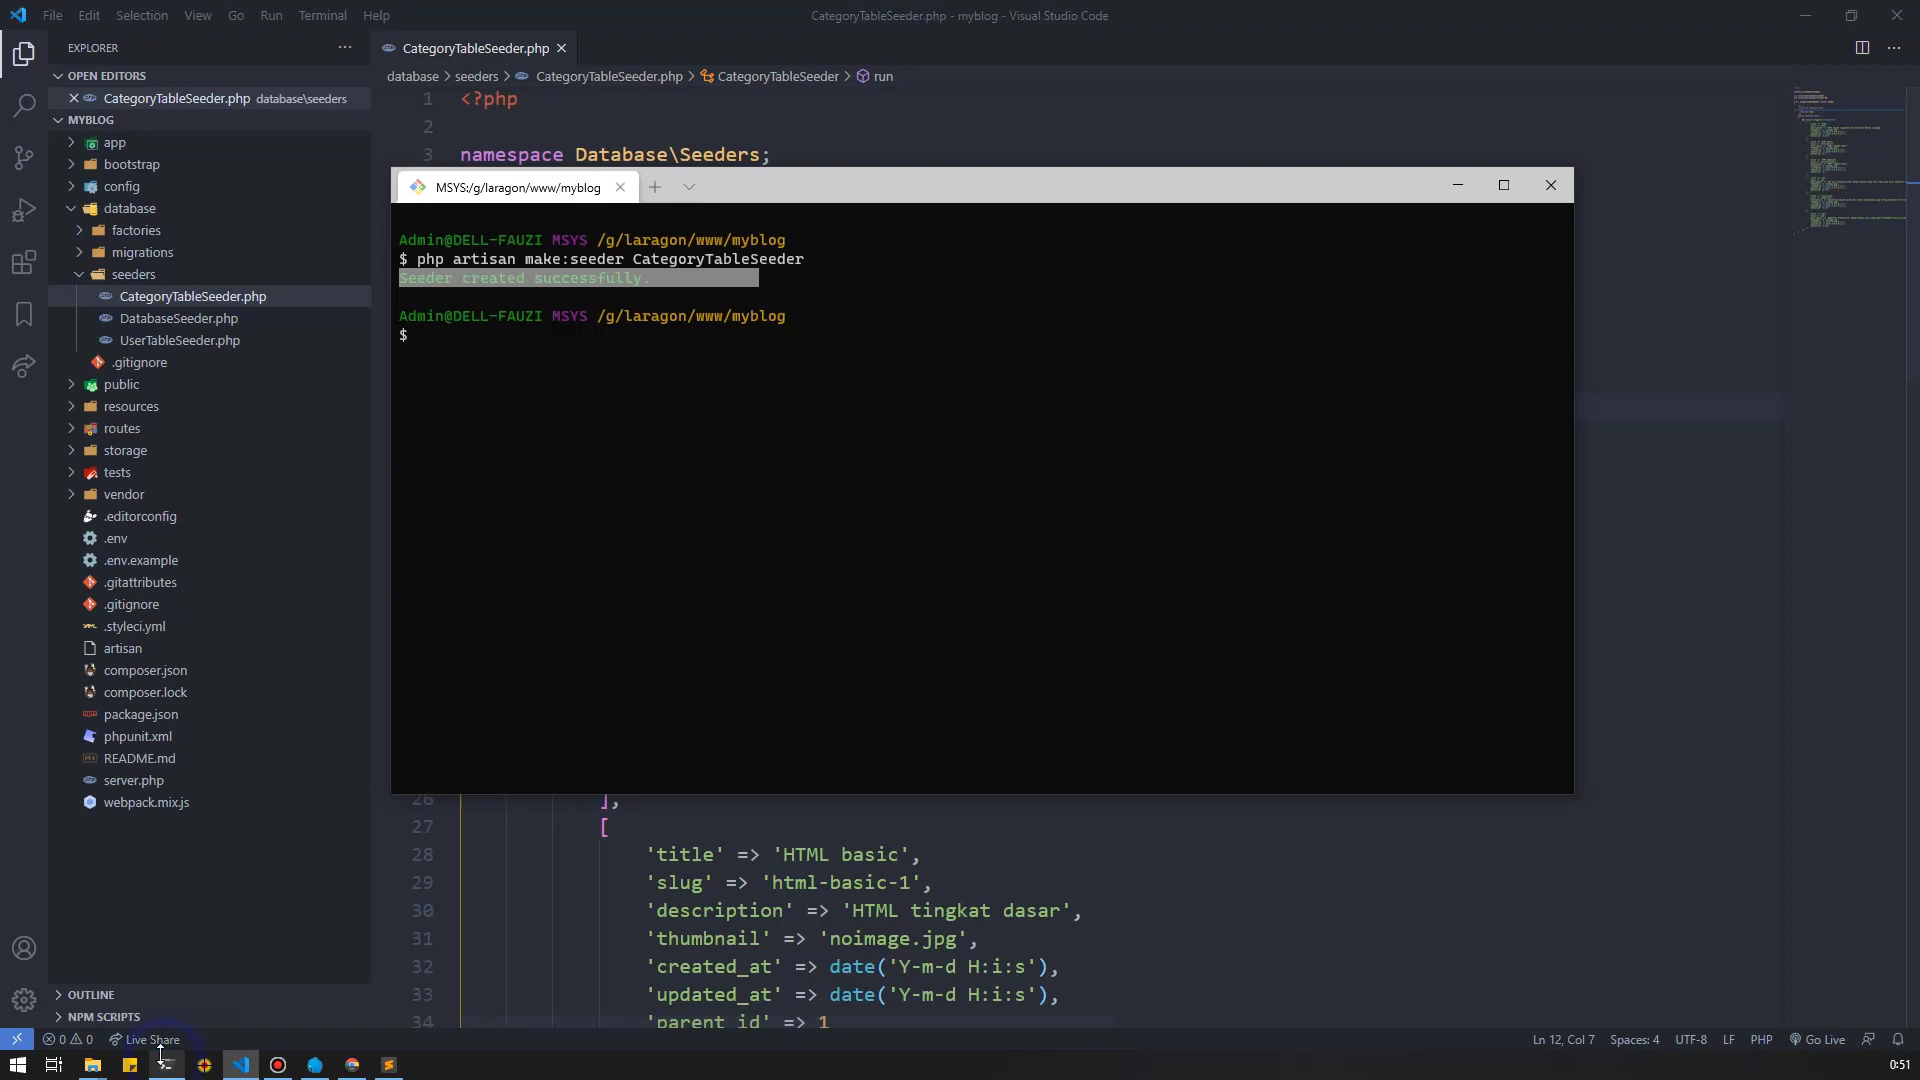 File Edit Selection View Go Run Terminal Help
CategoryTableSeeder.php - myblog - Visual Studio Code
EXPLORER
CategoryTableSeeder.php
OPEN EDITORS
database > seeders > CategoryTableSeeder.php > CategoryTableSeeder > run
CategoryTableSeeder.php database\seeders
MYBLOG
app
bootstrap
config
database
factories
migrations
seeders
CategoryTableSeeder.php
DatabaseSeeder.php
UserTableSeeder.php
.gitignore
public
resources
routes
storage
tests
vendor
.editorconfig
.env
.env.example
.gitattributes
.gitignore
.styleci.yml
artisan
composer.json
composer.lock
package.json
phpunit.xml
README.md
server.php
webpack.mix.js
OUTLINE
NPM SCRIPTS
1 <?php
2
3 namespace Database\Seeders;
MSYS:/g/laragon/www/myblog
Admin@DELL-FAUZI MSYS /g/laragon/www/myblog
$ php artisan make:seeder CategoryTableSeeder
Seeder created successfully.
Admin@DELL-FAUZI MSYS /g/laragon/www/myblog
$
26 ],
27 [
28 'title' => 'HTML basic',
29 'slug' => 'html-basic-1',
30 'description' => 'HTML tingkat dasar',
31 'thumbnail' => 'noimage.jpg',
32 'created_at' => date('Y-m-d H:i:s'),
33 'updated_at' => date('Y-m-d H:i:s'),
34 'parent_id' => 1
0 0 Live Share
Ln 12, Col 7 Spaces: 4 UTF-8 LF PHP Go Live
0:51